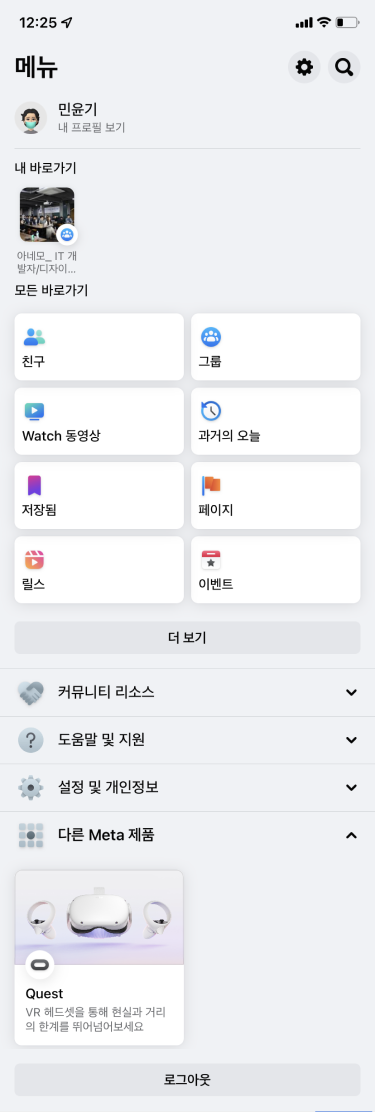 12:25
메뉴
민윤기
내 프로필 보기
내 바로가기
아네모_ IT 개
발자/디자이...
모든 바로가기
친구
그룹
Watch 동영상
과거의 오늘
저장됨
페이지
릴스
이벤트
더 보기
커뮤니티 리소스
도움말 및 지원
설정 및 개인정보
다른 Meta 제품
Quest
VR 헤드셋을 통해 현실과 거리
의 한계를 뛰어넘어보세요
로그아웃